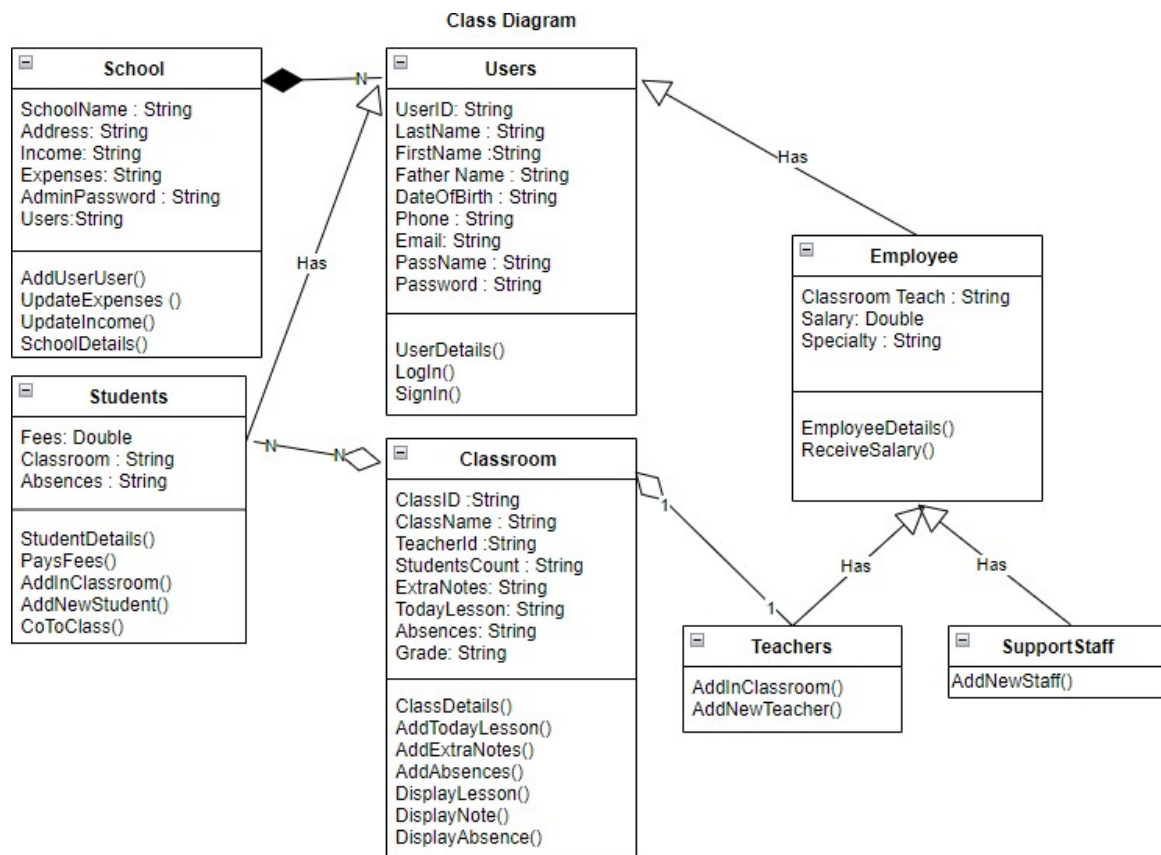 Class Diagram
School
SchoolName : String
Address: String
Income: String
Expenses: String
AdminPassword : String
Users:String
AddUserUser()
UpdateExpenses ()
UpdateIncome()
SchoolDetails()
N
Users
UserID: String
LastName : String
FirstName :String
Father Name : String
DateOfBirth : String
Phone : String
Email: String
PassName : String
Password : String
UserDetails()
LogIn()
SignIn()
Has
Has
Employee
Classroom Teach : String
Salary: Double
Specialty : String
EmployeeDetails()
ReceiveSalary()
Students
Fees: Double
Classroom : String
Absences : String
StudentDetails()
PaysFees()
AddInClassroom()
AddNewStudent()
CoToClass()
N
N
Classroom
ClassID :String
ClassName : String
TeacherId :String
StudentsCount : String
ExtraNotes: String
TodayLesson: String
Absences: String
Grade: String
ClassDetails()
AddTodayLesson()
AddExtraNotes()
AddAbsences()
DisplayLesson()
DisplayNote()
DisplayAbsence()
1
1
Has
Has
Teachers
AddInClassroom()
AddNewTeacher()
SupportStaff
AddNewStaff()